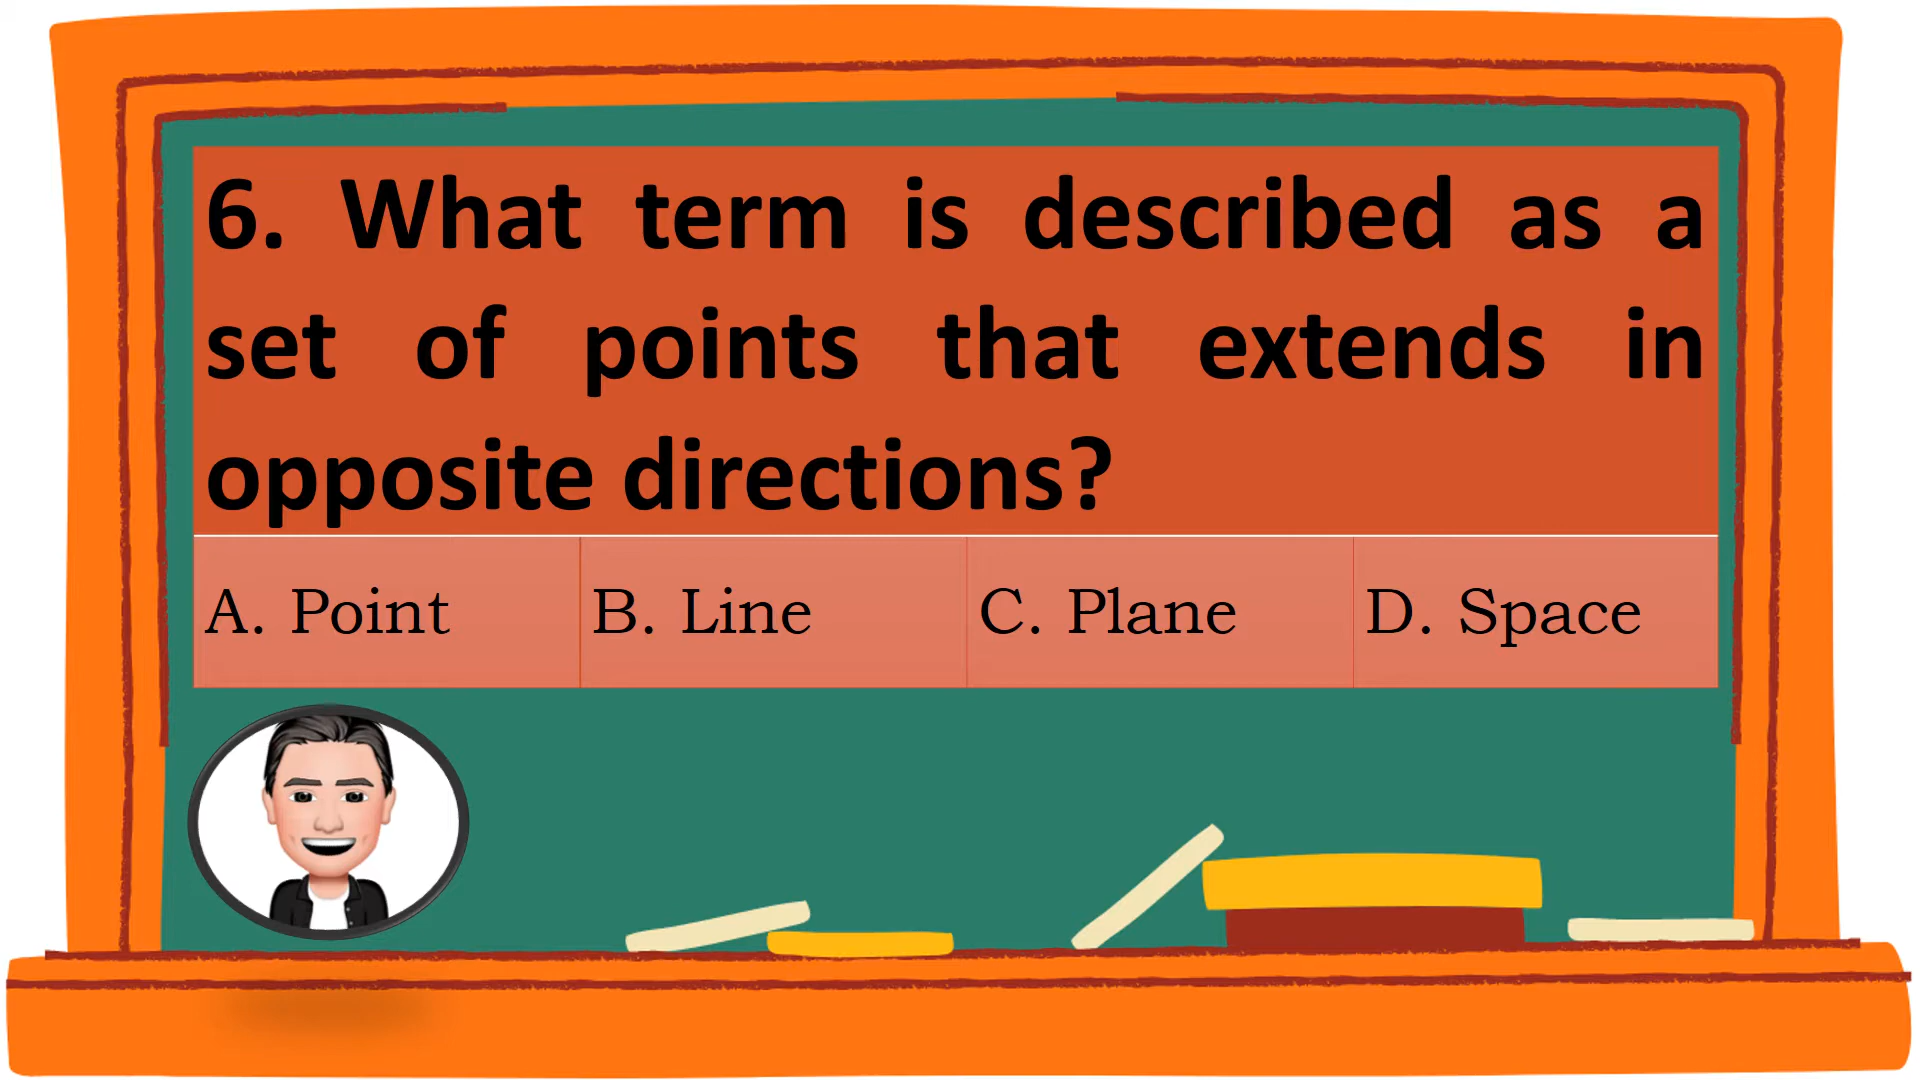 6. What term is described as a
set of points that extends in
opposite directions?
A. Point B. Line C. Plane D. Space